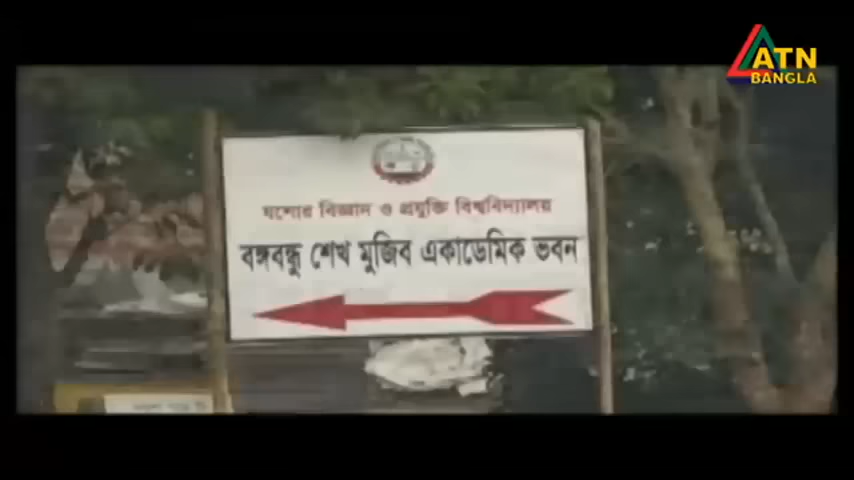 ATN
BANGLA
যশোর বিজ্ঞান ও প্রযুক্তি বিশ্ববিদ্যালয়
বঙ্গবন্ধু শেখ মুজিব একাডেমিক ভবন